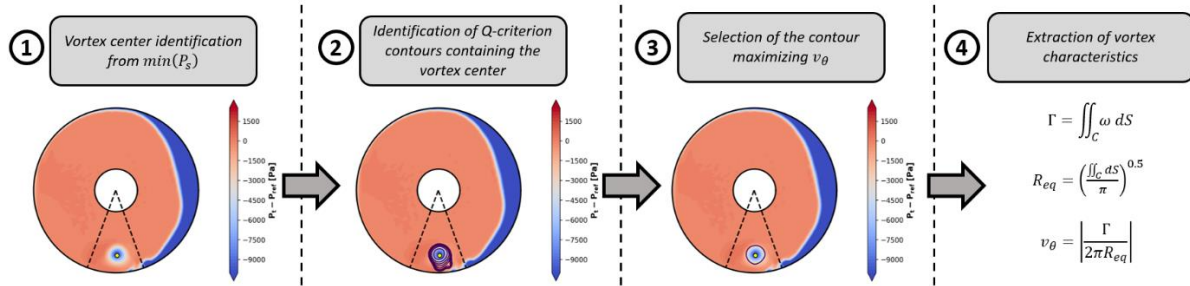 1
Vortex center identification
from min(P_s)
2
Identification of Q-criterion
contours containing the
vortex center
3
Selection of the contour
maximizing v_θ
4
Extraction of vortex
characteristics
1500
0
−1500
−3000
−4500
−6000
−7500
−9000
P_t − P_ref [Pa]
1500
0
−1500
−3000
−4500
−6000
−7500
−9000
P_t − P_ref [Pa]
1500
0
−1500
−3000
−4500
−6000
−7500
−9000
P_t − P_ref [Pa]
Γ = ∬_C ω dS
R_eq = (∬_C dS / π)^0.5
v_θ = |Γ / 2πR_eq|